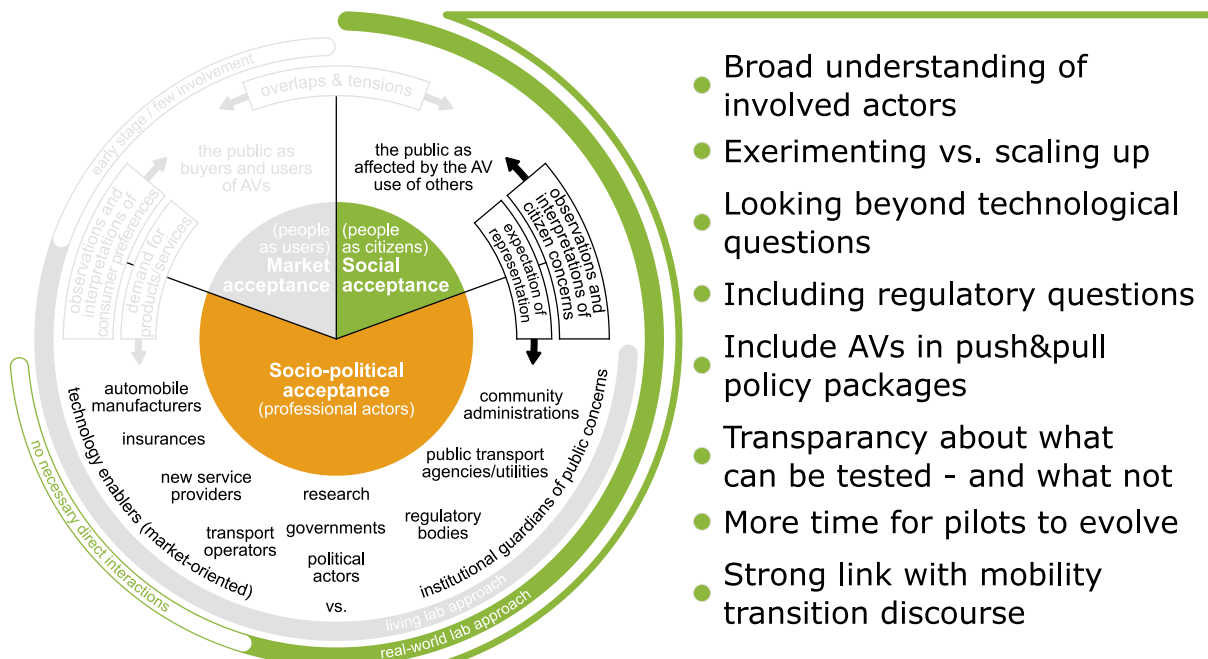 early stage / few involvement
overlaps & tensions
the public as
buyers and users
of AVs
the public as
affected by the AV
use of others
observations and
interpretations of
consumer preferences
demand for
products/services
observations and
interpretations of
citizen concerns
expectation of
representation
(people
as users)
Market
acceptance
(people
as citizens)
Social
acceptance
Socio-political
acceptance
(professional actors)
automobile
manufacturers
insurances
new service
providers
transport
operators
research
governments
political
actors
vs.
community
administrations
public transport
agencies/utilities
regulatory
bodies
technology enablers (market-oriented)
institutional guardians of public concerns
no necessary direct interactions
living lab approach
real-world lab approach
Broad understanding of
involved actors
Exerimenting vs. scaling up
Looking beyond technological
questions
Including regulatory questions
Include AVs in push&pull
policy packages
Transparancy about what
can be tested - and what not
More time for pilots to evolve
Strong link with mobility
transition discourse